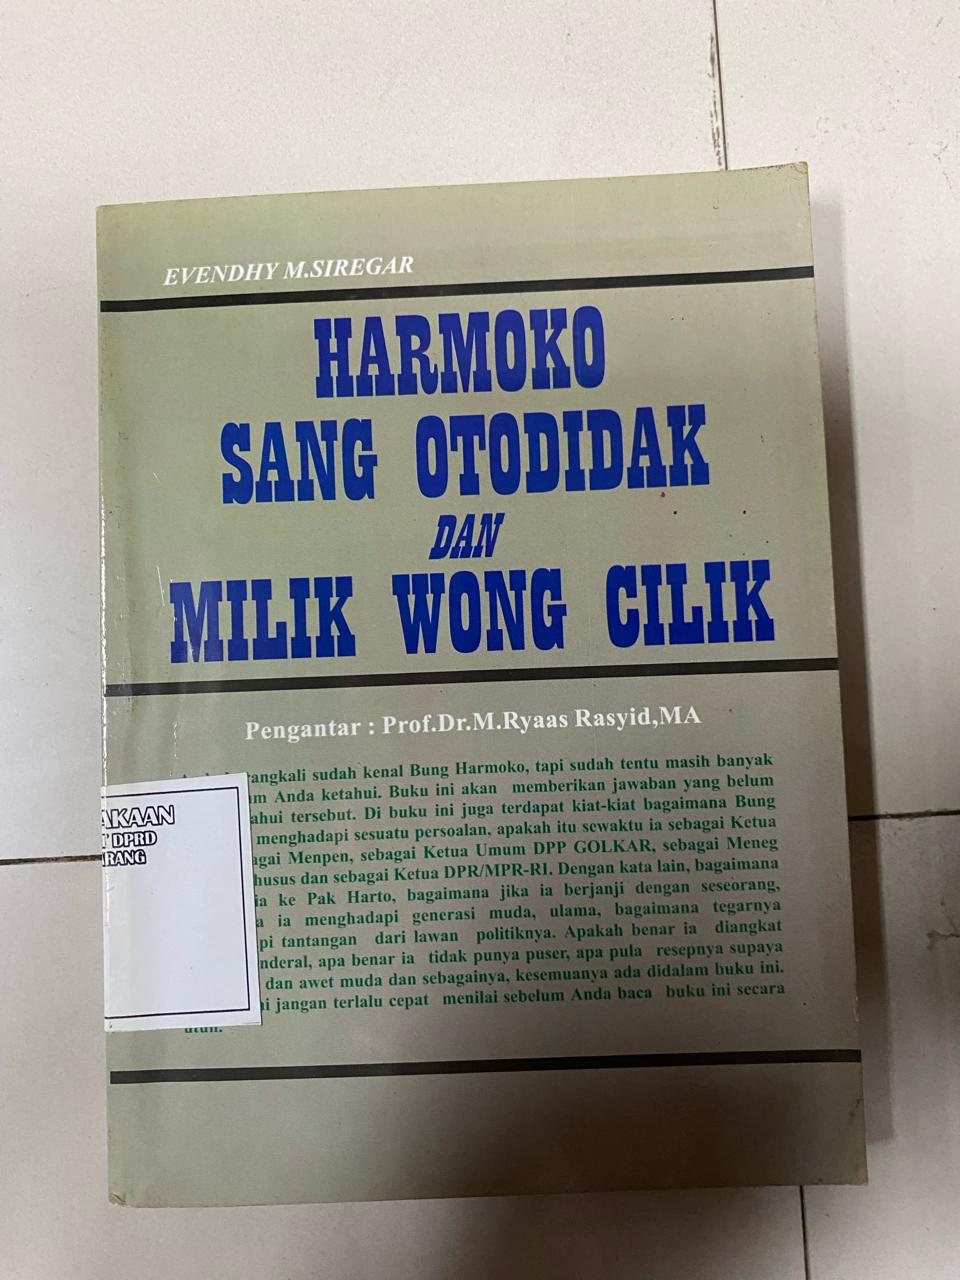 EVENDHY M.SIREGAR
HARMOKO
SANG OTODIDAK
DAN
MILIK WONG CILIK
Pengantar : Prof.Dr.M.Ryaas Rasyid,MA
sudah kenal Bung Harmoko, tapi sudah tentu masih banyak
Anda ketahui. Buku ini akan memberikan jawaban yang belum
tersebut. Di buku ini juga terdapat kiat-kiat bagaimana Bung
menghadapi sesuatu persoalan, apakah itu sewaktu ia sebagai Ketua
Menpen, sebagai Ketua Umum DPP GOLKAR, sebagai Meneg
dan sebagai Ketua DPR/MPR-RI. Dengan kata lain, bagaimana
ia ke Pak Harto, bagaimana jika ia berjanji dengan seseorang,
ia menghadapi generasi muda, ulama, bagaimana tegarnya
tantangan dari lawan politiknya. Apakah benar ia diangkat
apa benar ia tidak punya puser, apa pula resepnya supaya
dan awet muda dan sebagainya, kesemuanya ada didalam buku ini.
jangan terlalu cepat menilai sebelum Anda baca buku ini secara
AKAAN
DPRD
RANG